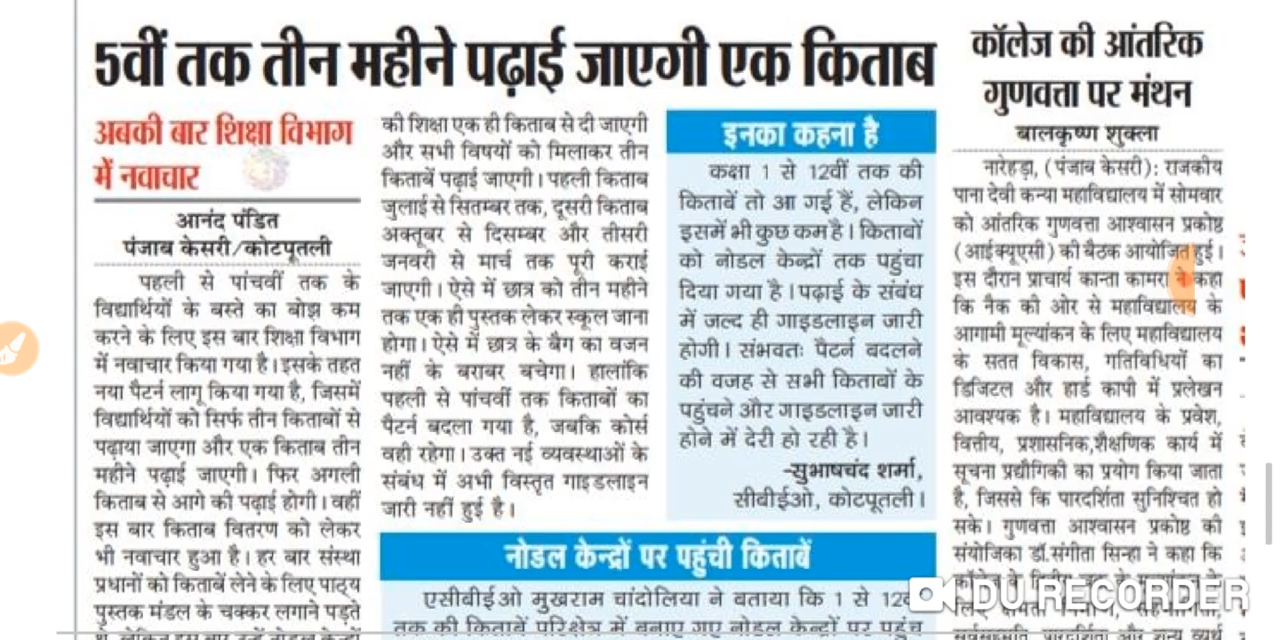 5वीं तक तीन महीने पढ़ाई जाएगी एक किताब
अबकी बार शिक्षा विभाग
में नवाचार
आनंद पंडित
पंजाब केसरी/कोटपूतली
पहली से पांचवीं तक के
विद्यार्थियों के बस्ते का बोझ कम
करने के लिए इस बार शिक्षा विभाग
में नवाचार किया गया है। इसके तहत
नया पैटर्न लागू किया गया है, जिसमें
विद्यार्थियों को सिर्फ तीन किताबों से
पढ़ाया जाएगा और एक किताब तीन
महीने पढ़ाई जाएगी। फिर अगली
किताब से आगे की पढ़ाई होगी। वहीं
इस बार किताब वितरण को लेकर
भी नवाचार हुआ है। हर बार संस्था
प्रधानों को किताबें लेने के लिए पाठ्य
पुस्तक मंडल के चक्कर लगाने पड़ते
की शिक्षा एक ही किताब से दी जाएगी
और सभी विषयों को मिलाकर तीन
किताबें पढ़ाई जाएगी। पहली किताब
जुलाई से सितम्बर तक, दूसरी किताब
अक्तूबर से दिसम्बर और तीसरी
जनवरी से मार्च तक पूरी कराई
जाएगी। ऐसे में छात्र को तीन महीने
तक एक ही पुस्तक लेकर स्कूल जाना
होगा। ऐसे में छात्र के बैग का वजन
नहीं के बराबर बचेगा। हालांकि
पहली से पांचवीं तक किताबों का
पैटर्न बदला गया है, जबकि कोर्स
वही रहेगा। उक्त नई व्यवस्थाओं के
संबंध में अभी विस्तृत गाइडलाइन
जारी नहीं हुई है।
इनका कहना है
कक्षा 1 से 12वीं तक की
किताबें तो आ गई हैं, लेकिन
इसमें भी कुछ कम है। किताबों
को नोडल केन्द्रों तक पहुंचा
दिया गया है। पढ़ाई के संबंध
में जल्द ही गाइडलाइन जारी
होगी। संभवतः पैटर्न बदलने
की वजह से सभी किताबों के
पहुंचने और गाइडलाइन जारी
होने में देरी हो रही है।
-सुभाषचंद शर्मा,
सीबीईओ, कोटपूतली।
नोडल केन्द्रों पर पहुंची किताबें
एसीबीईओ मुखराम चांदोलिया ने बताया कि 1 से
तक की किताबें परिक्षेत्र में बनाए गए नोडल केन्द्रों पर पहुंच
कॉलेज की आंतरिक
गुणवत्ता पर मंथन
बालकृष्ण शुक्ला
नारेहड़ा, (पंजाब केसरी): राजकीय
पाना देवी कन्या महाविद्यालय में सोमवार
को आंतरिक गुणवत्ता आश्वासन प्रकोष्ठ
(आईक्यूएसी) की बैठक आयोजित हुई।
इस दौरान प्राचार्य कान्ता कामरा ने कहा
कि नैक की ओर से महाविद्यालय के
आगामी मूल्यांकन के लिए महाविद्यालय
के सतत विकास, गतिविधियों का
डिजिटल और हार्ड कापी में प्रलेखन
आवश्यक है। महाविद्यालय के प्रवेश,
वित्तीय, प्रशासनिक,शैक्षणिक कार्य में
सूचना प्रद्यौगिकी का प्रयोग किया जाता
है, जिससे कि पारदर्शिता सुनिश्चित हो
सके। गुणवत्ता आश्वासन प्रकोष्ठ की
संयोजिका डॉ.संगीता सिन्हा ने कहा कि
DU RECORDER